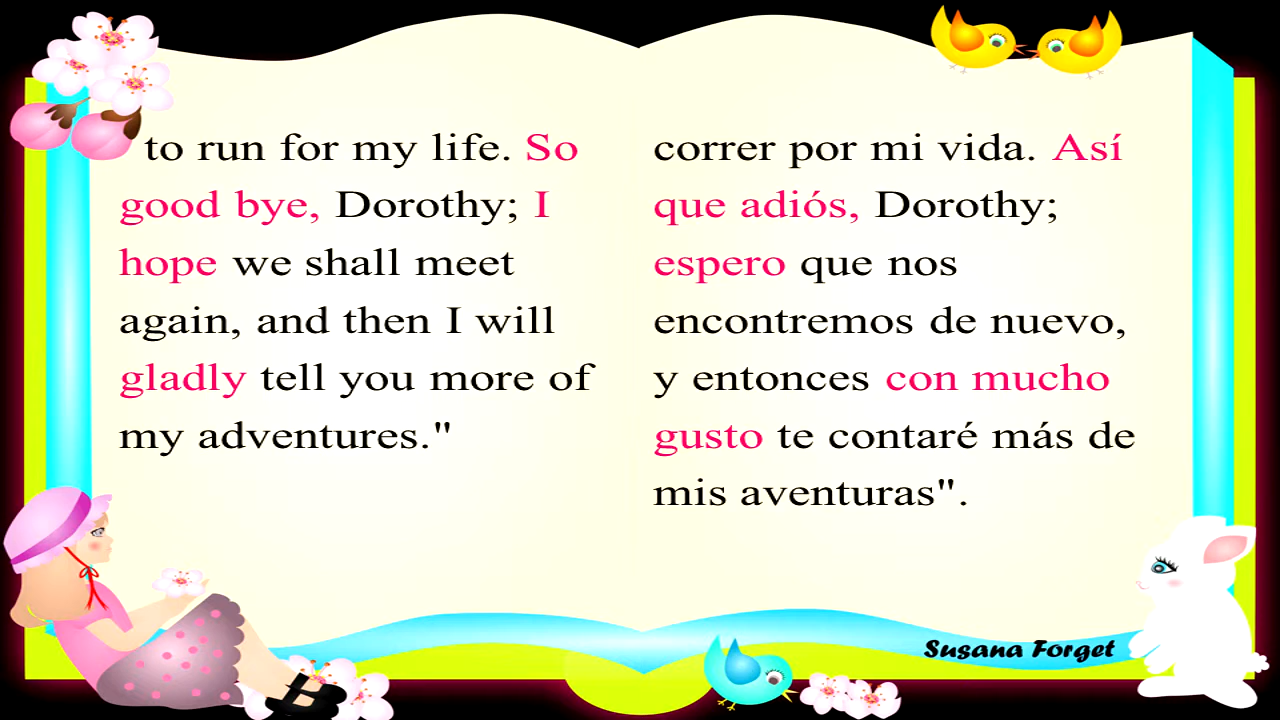 to run for my life. So
good bye, Dorothy; I
hope we shall meet
again, and then I will
gladly tell you more of
my adventures."
correr por mi vida. Así
que adiós, Dorothy;
espero que nos
encontremos de nuevo,
y entonces con mucho
gusto te contaré más de
mis aventuras".
Susana Forget